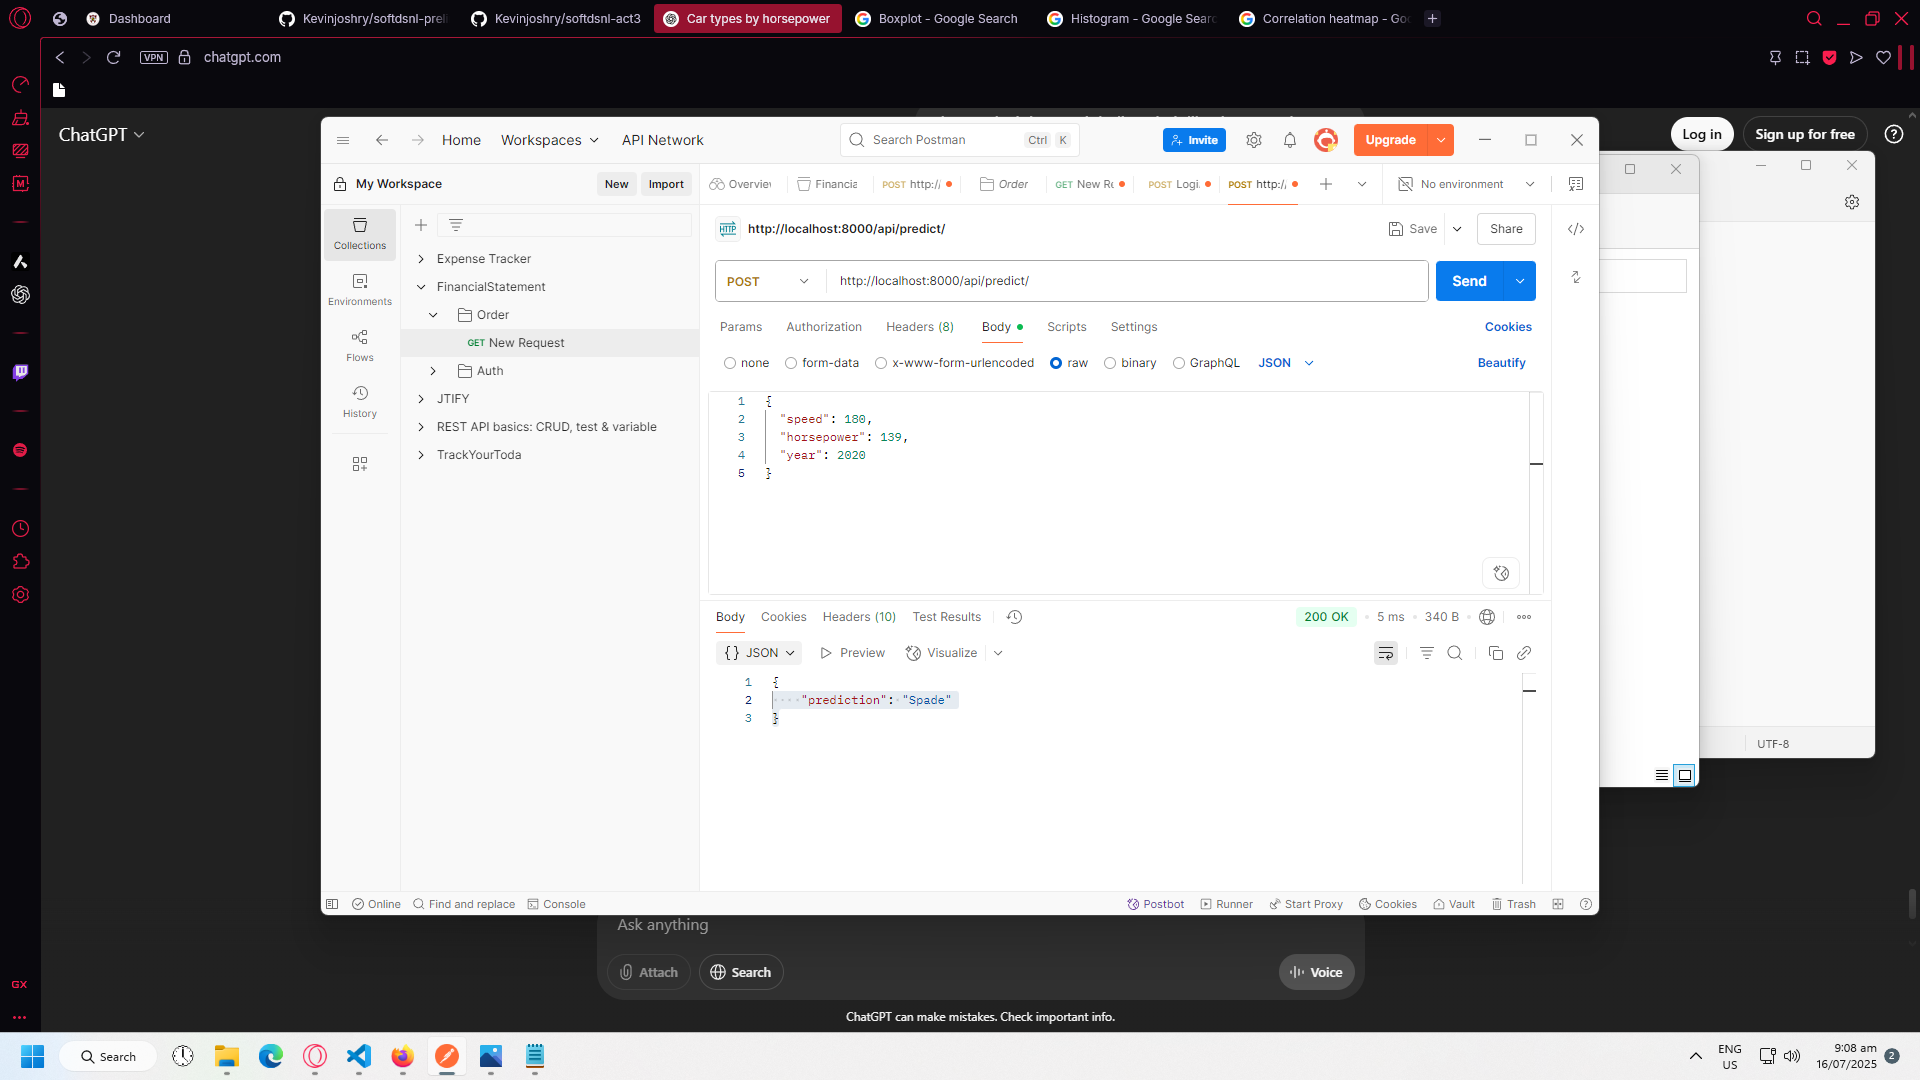 Dashboard
Kevinjoshry/softdsnl-prel
Kevinjoshry/softdsnl-act3
Car types by horsepower
Boxplot - Google Search
Histogram - Google Searc
Correlation heatmap - Goo
VPN
chatgpt.com
ChatGPT
Log in
Sign up for free
Home
Workspaces
API Network
Search Postman
Ctrl
K
Invite
Upgrade
My Workspace
New
Import
Overview
Financia
POST http:/
Order
GET New Re
POST Logi
POST http:/
No environment
Collections
Environments
Flows
History
Expense Tracker
FinancialStatement
Order
GET New Request
Auth
JTIFY
REST API basics: CRUD, test & variable
TrackYourToda
HTTP
http://localhost:8000/api/predict/
Save
Share
POST
http://localhost:8000/api/predict/
Send
Params
Authorization
Headers (8)
Body
Scripts
Settings
Cookies
none
form-data
x-www-form-urlencoded
raw
binary
GraphQL
JSON
Beautify
1 {
2 "speed": 180,
3 "horsepower": 139,
4 "year": 2020
5 }
Body
Cookies
Headers (10)
Test Results
200 OK
5 ms
340 B
{} JSON
Preview
Visualize
1 {
2 "prediction": "Spade"
3 }
Online
Find and replace
Console
Postbot
Runner
Start Proxy
Cookies
Vault
Trash
UTF-8
Ask anything
Attach
Search
Voice
ChatGPT can make mistakes. Check important info.
GX
Search
ENG
US
9:08 am
16/07/2025
2